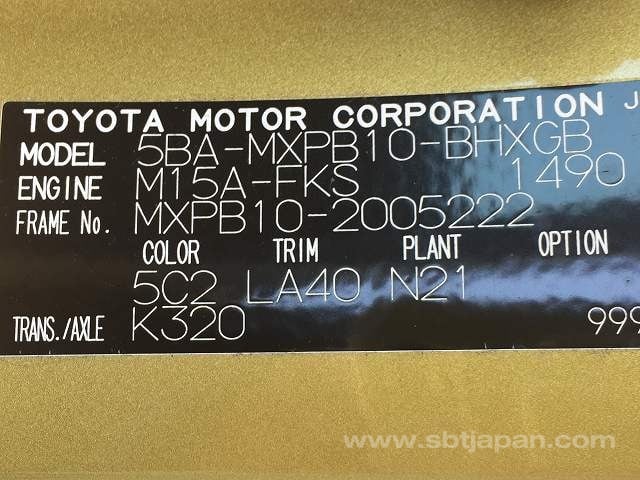 TOYOTA MOTOR CORPORATION J
MODEL 5BA-MXPB10-BHXGB
ENGINE M15A-FKS 1490
FRAME No. MXPB10-2005222
COLOR TRIM PLANT OPTION
5C2 LA40 N21
TRANS./AXLE K320 999
www.sbtjapan.com